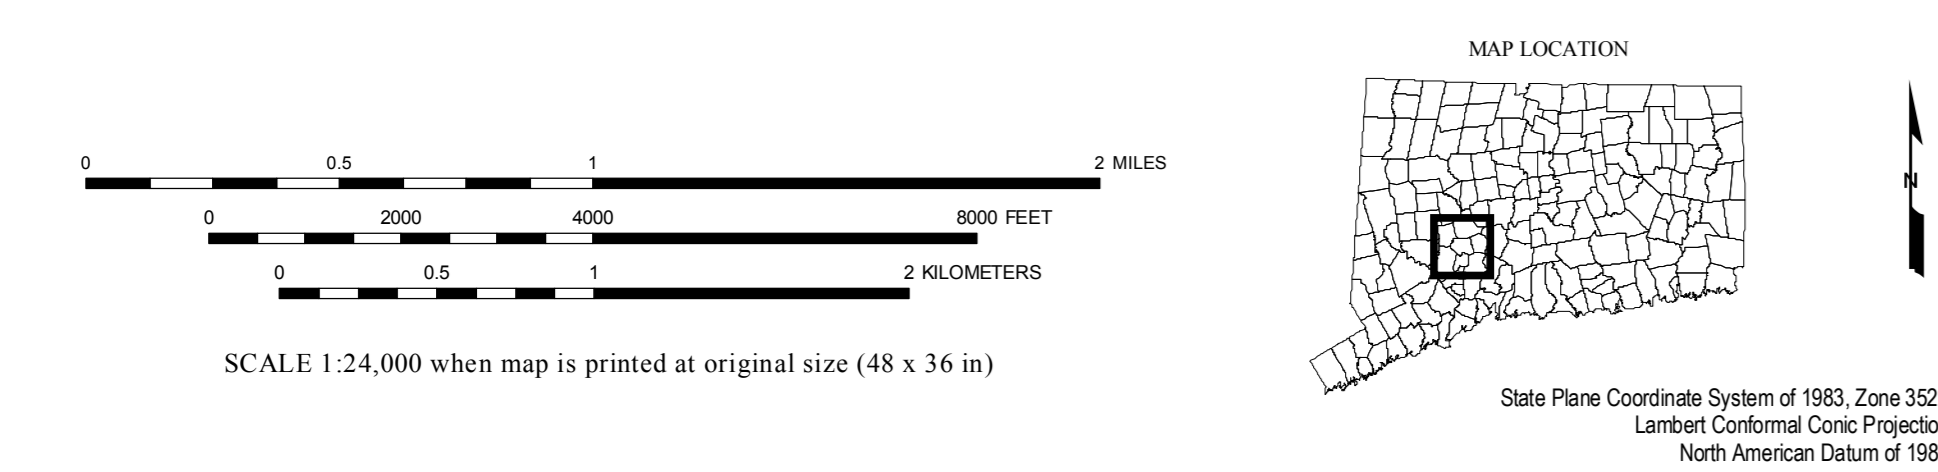 MAP LOCATION
0 0.5 1 2 MILES
0 2000 4000 8000 FEET
0 0.5 1 2 KILOMETERS
SCALE 1:24,000 when map is printed at original size (48 x 36 in)
N
State Plane Coordinate System of 1983, Zone 352
Lambert Conformal Conic Projectio
North American Datum of 198